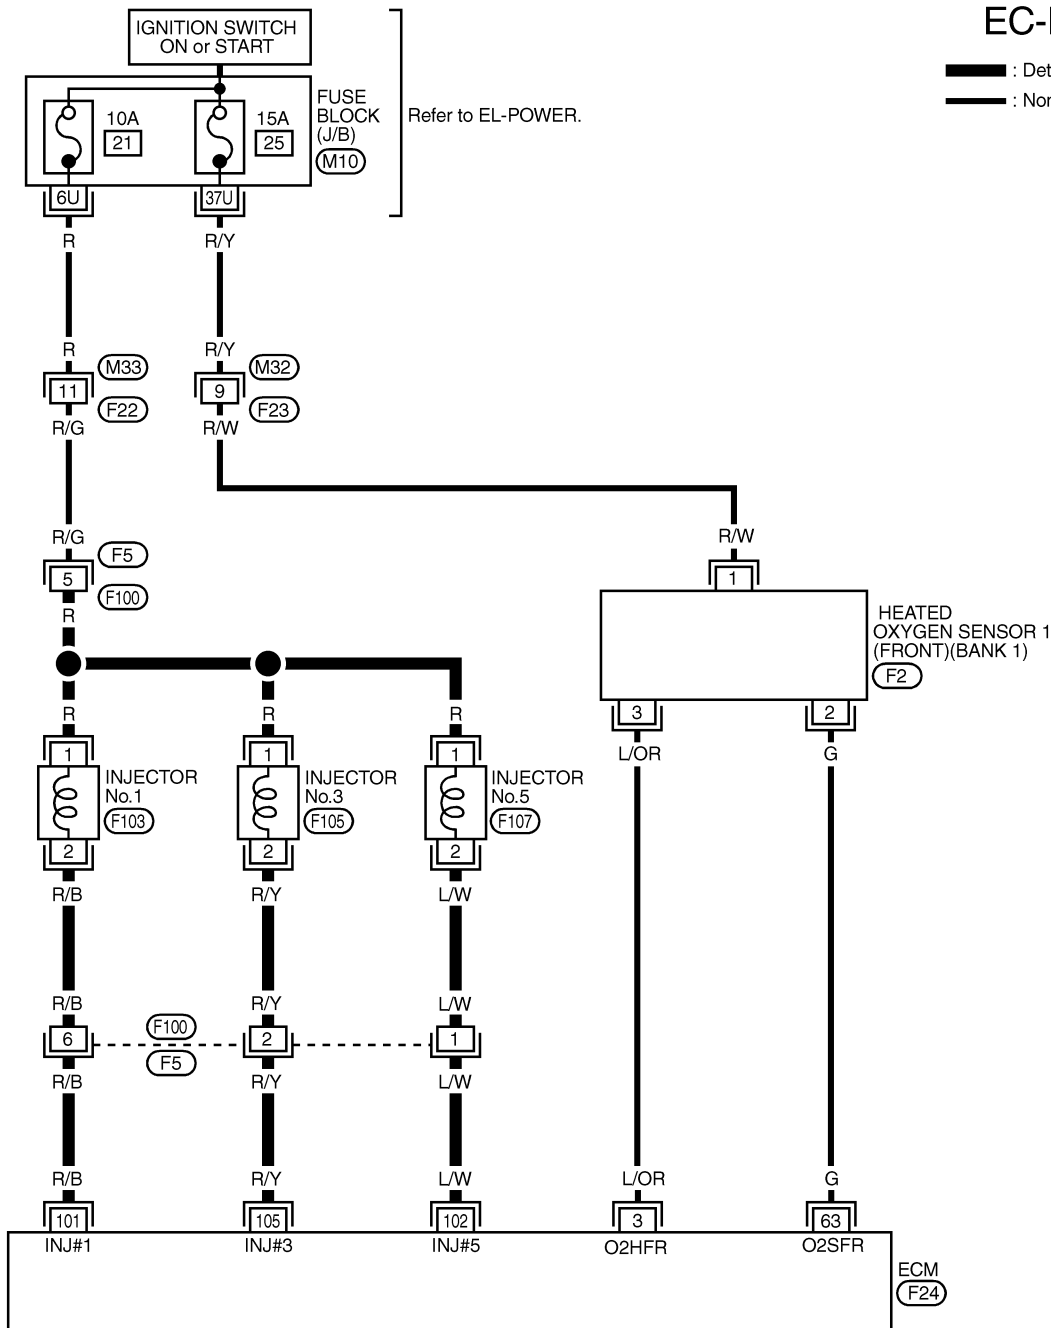 EC-
IGNITION SWITCH
ON or START
: Det
: Nor
10A
21
15A
25
FUSE
BLOCK
(J/B)
M10
Refer to EL-POWER.
6U
37U
R
R/Y
R
R/Y
M33
M32
11
9
F22
F23
R/G
R/W
R/G
R/W
F5
5
1
F100
R
HEATED
OXYGEN SENSOR 1
(FRONT)(BANK 1)
F2
R
R
R
3
2
1
1
1
L/OR
G
INJECTOR
No.1
F103
INJECTOR
No.3
F105
INJECTOR
No.5
F107
2
2
2
R/B
R/Y
L/W
R/B
R/Y
L/W
6
F100
2
1
F5
R/B
R/Y
L/W
R/B
R/Y
L/W
L/OR
G
101
105
102
3
63
INJ#1
INJ#3
INJ#5
O2HFR
O2SFR
ECM
F24